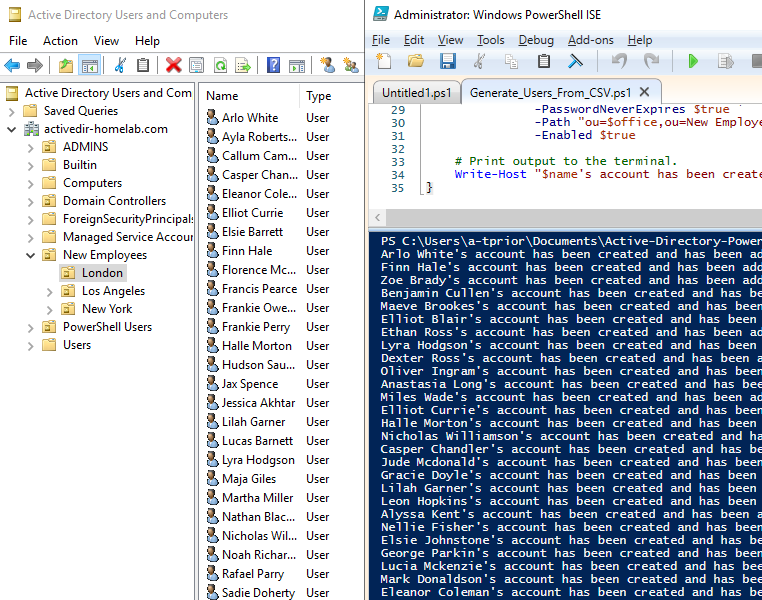 Active Directory Users and Computers
File Action View Help
Active Directory Users and Com
Saved Queries
activedir-homelab.com
ADMINS
Builtin
Computers
Domain Controllers
ForeignSecurityPrincipals
Managed Service Accour
New Employees
London
Los Angeles
New York
PowerShell Users
Users
Name Type
Arlo White User
Ayla Roberts... User
Callum Cam... User
Casper Chan... User
Eleanor Cole... User
Elliot Currie User
Elsie Barrett User
Finn Hale User
Florence Mc... User
Francis Pearce User
Frankie Owe... User
Frankie Perry User
Halle Morton User
Hudson Sau... User
Jax Spence User
Jessica Akhtar User
Lilah Garner User
Lucas Barnett User
Lyra Hodgson User
Maja Giles User
Martha Miller User
Nathan Blac... User
Nicholas Wil... User
Noah Richar... User
Rafael Parry User
Sadie Doherty User
Administrator: Windows PowerShell ISE
File Edit View Tools Debug Add-ons Help
Untitled1.ps1 Generate_Users_From_CSV.ps1
29 -PasswordNeverExpires $true `
30 -Path "ou=$office,ou=New Employe
31 -Enabled $true
32
33 # Print output to the terminal.
34 Write-Host "$name's account has been create
35 }
PS C:\Users\a-tprior\Documents\Active-Directory-Power
Arlo White's account has been created and has been ad
Finn Hale's account has been created and has been add
Zoe Brady's account has been created and has been add
Benjamin Cullen's account has been created and has be
Maeve Brookes's account has been created and has been
Elliot Blair's account has been created and has been
Ethan Ross's account has been created and has been ad
Lyra Hodgson's account has been created and has been
Dexter Ross's account has been created and has been a
Oliver Ingram's account has been created and has been
Anastasia Long's account has been created and has bee
Miles Wade's account has been created and has been ad
Elliot Currie's account has been created and has been
Halle Morton's account has been created and has been
Nicholas Williamson's account has been created and ha
Casper Chandler's account has been created and has be
Jude Mcdonald's account has been created and has been
Gracie Doyle's account has been created and has been
Lilah Garner's account has been created and has been
Leon Hopkins's account has been created and has been
Alyssa Kent's account has been created and has been a
Nellie Fisher's account has been created and has been
Elsie Johnstone's account has been created and has be
George Parkin's account has been created and has been
Lucia Mckenzie's account has been created and has bee
Mark Donaldson's account has been created and has bee
Eleanor Coleman's account has been created and has be